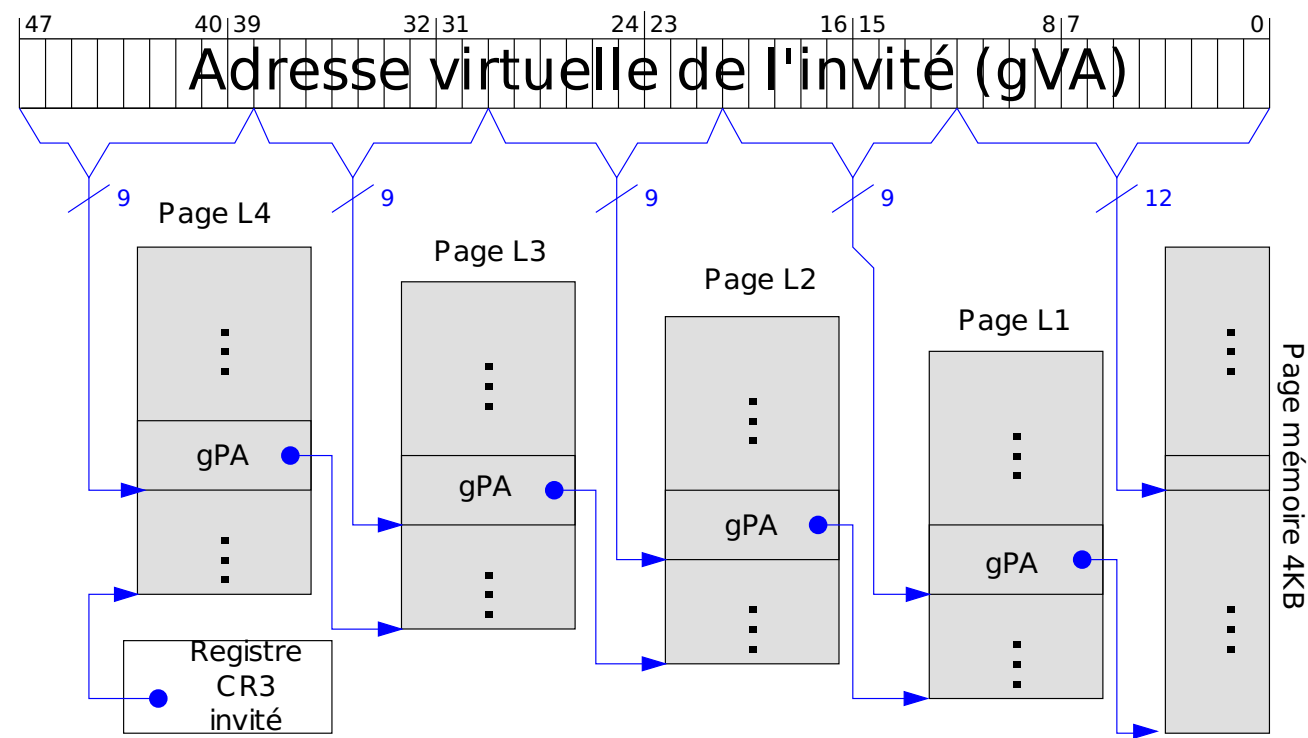 47 40 39 32 31 24 23 16 15 8 7 0
Adresse virtuelle de l'invité (gVA)
9 9 9 9 12
Page L4
Page L3
Page L2
Page L1
gPA
gPA
gPA
gPA
Page mémoire 4KB
Registre
CR3
invité